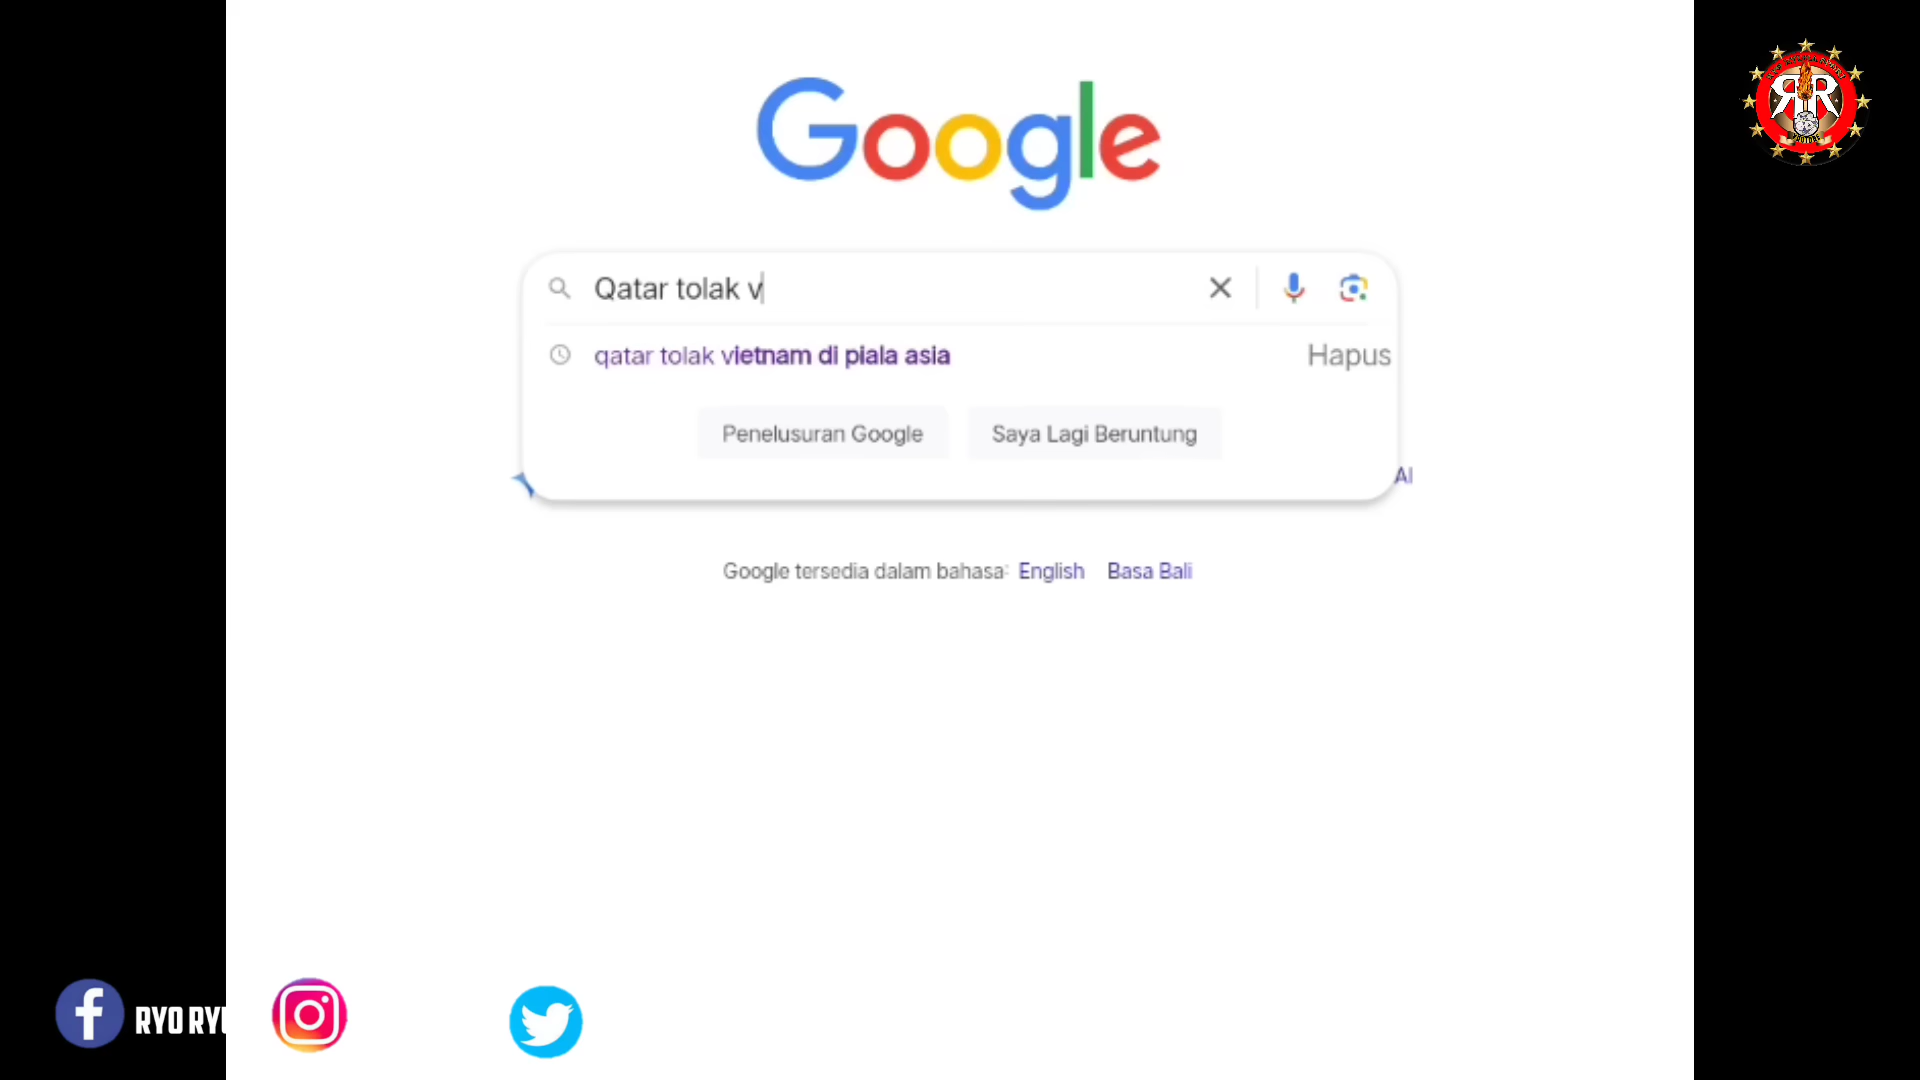 Google
Qatar tolak v
qatar tolak vietnam di piala asia
Hapus
Penelusuran Google
Saya Lagi Beruntung
AI
Google tersedia dalam bahasa: English Basa Bali
RYO RYU